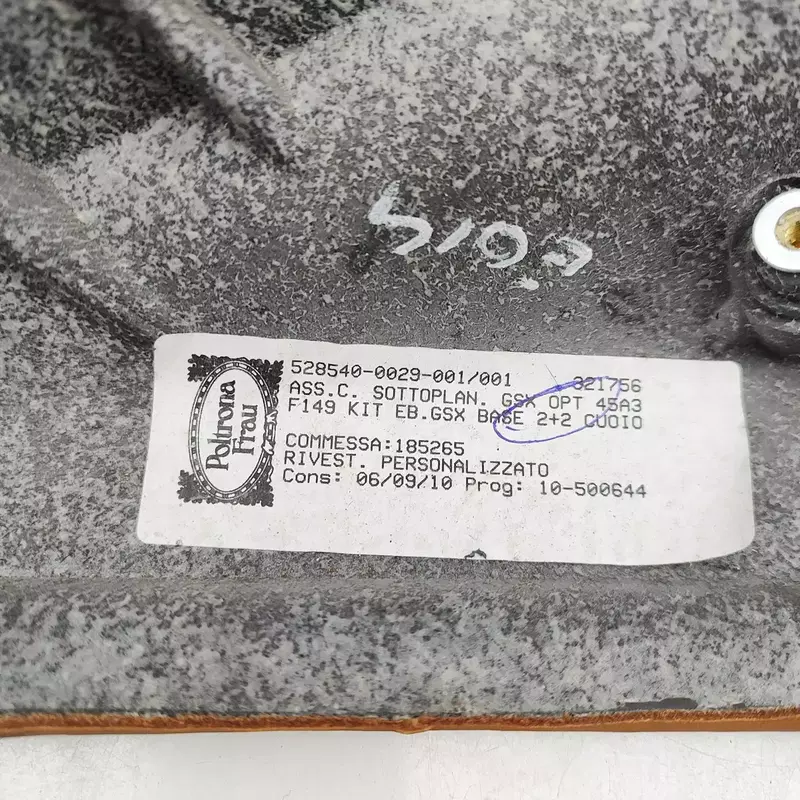 Poltrona
Frau
528540-0029-001/001 821756
ASS.C. SOTTOPLAN. GSX OPT 45A3
F149 KIT EB.GSX BASE 2+2 CUOIO
COMMESSA:185265
RIVEST. PERSONALIZZATO
Cons: 06/09/10 Prog: 10-500644